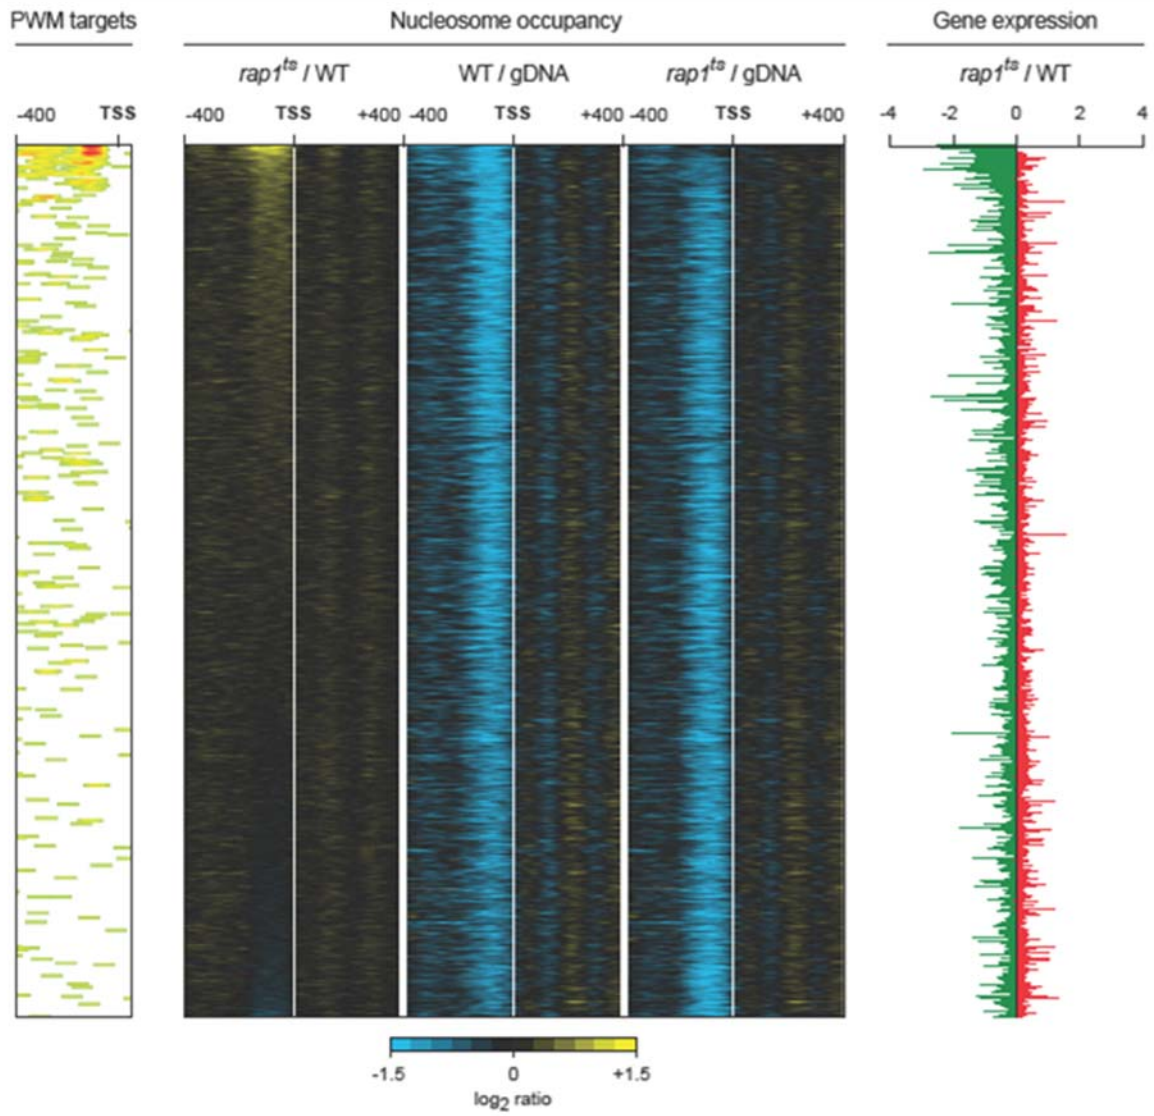 PWM targets Nucleosome occupancy Gene expression
rap1ts / WT WT / gDNA rap1ts / gDNA rap1ts / WT
-400 TSS -400 TSS +400 -400 TSS +400 -400 TSS +400 -4 -2 0 2 4
-1.5 0 +1.5
log2 ratio